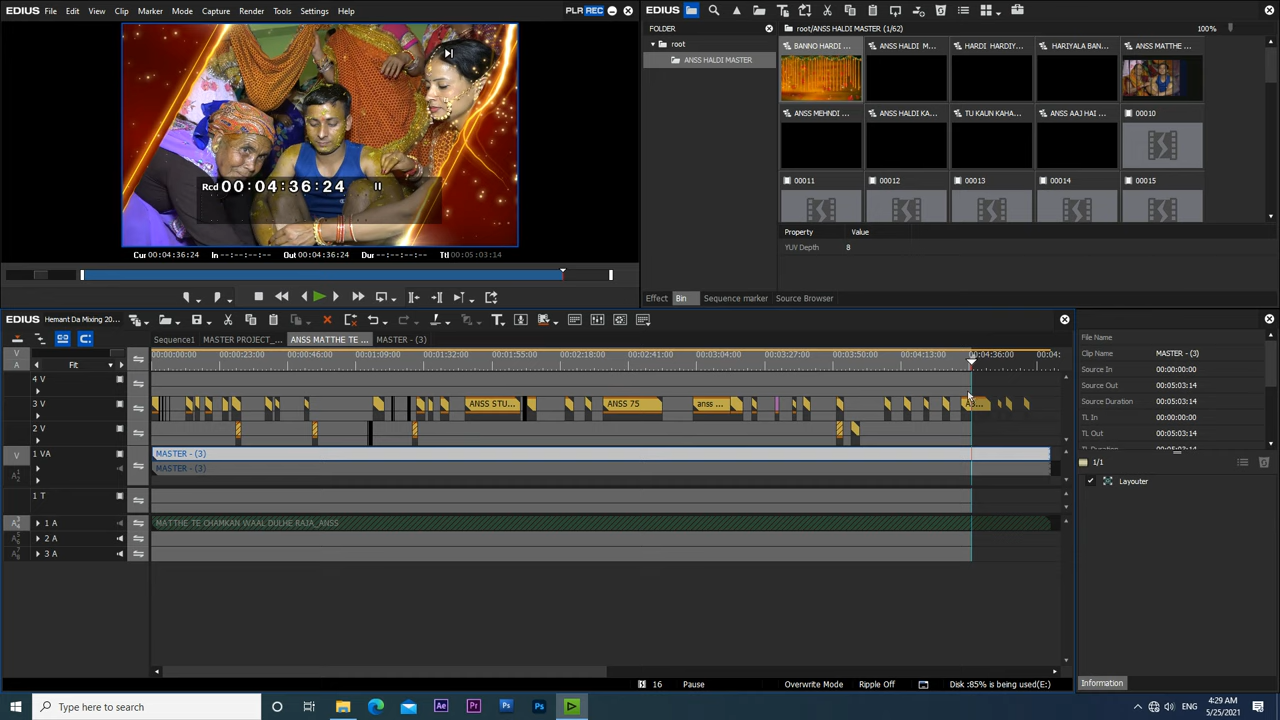 EDIUS File Edit View Clip Marker Mode Capture Render Tools Settings Help PLR REC
EDIUS
FOLDER
root/ANSS HALDI MASTER (1/62) 100%
root
ANSS HALDI MASTER
BANNO HARDI ... ANSS HALDI M... HARDI HARDIY... HARIYALA BAN... ANSS MATTHE ...
ANSS MEHNDI ... ANSS HALDI KA... TU KAUN KAHA... ANSS AAJ HAI ... 00010
00011 00012 00013 00014 00015
Rcd 00:04:36:24
Property Value
YUV Depth 8
Cur 00:04:36:24 In --:--:--:-- Out 00:04:36:24 Dur --:--:--:-- Ttl 00:05:03:14
Effect Bin Sequence marker Source Browser
Hemant Da Mixing 20...
Sequence1 MASTER PROJECT_... ANSS MATTHE TE ... MASTER - (3)
V
A
00:00:00:00 00:00:23:00 00:00:46:00 00:01:09:00 00:01:32:00 00:01:55:00 00:02:18:00 00:02:41:00 00:03:04:00 00:03:27:00 00:03:50:00 00:04:13:00 00:04:36:00 00:04:
Fit
4 V
3 V
ANSS STU... ANSS 75 anss ...
2 V
V 1 VA MASTER - (3)
MASTER - (3)
1 T
1 A MATTHE TE CHAMKAN WAAL DULHE RAJA_ANSS
2 A
3 A
File Name
Clip Name MASTER - (3)
Source In 00:00:00:00
Source Out 00:05:03:14
Source Duration 00:05:03:14
TL In 00:00:00:00
TL Out 00:05:03:14
TL Duration 00:05:03:14
1/1
Layouter
Information
16 Pause Overwrite Mode Ripple Off Disk :85% is being used(E:)
Type here to search
Ae Pr Ps Ps
ENG 4:29 AM
5/25/2021